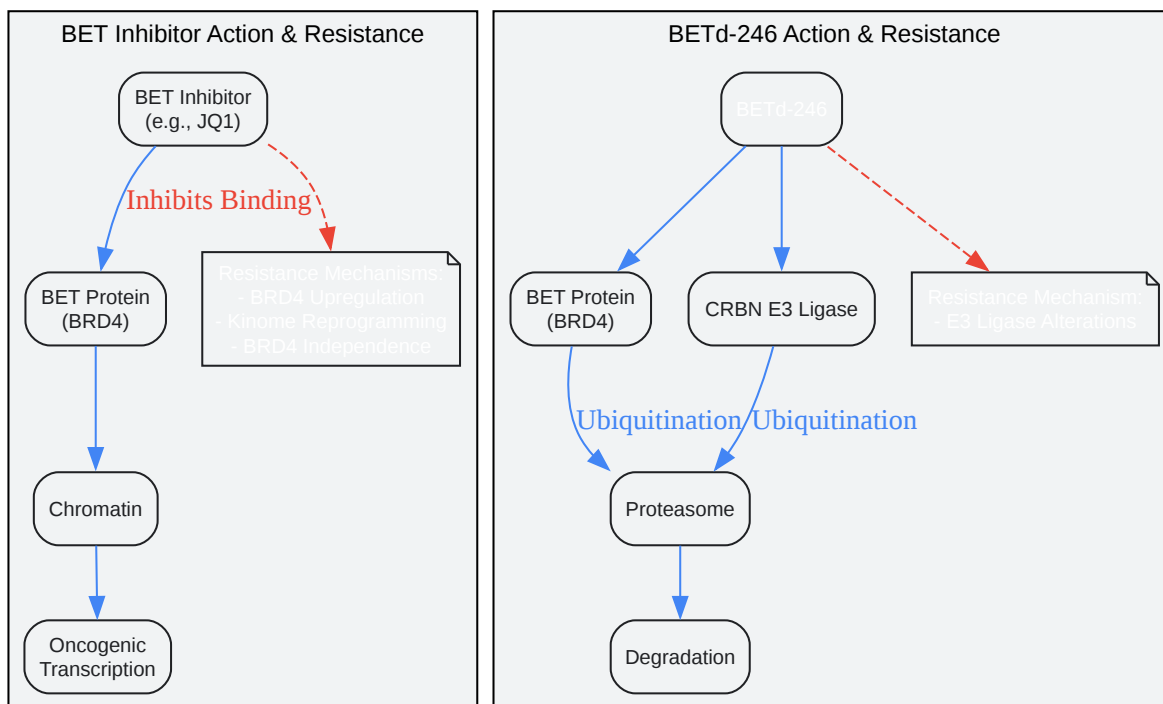 BET Inhibitor Action & Resistance
BET Inhibitor
(e.g., JQ1)
Inhibits Binding
BET Protein
(BRD4)
Resistance Mechanisms:
- BRD4 Upregulation
- Kinome Reprogramming
- BRD4 Independence
Chromatin
Oncogenic
Transcription
BETd-246 Action & Resistance
BETd-246
BET Protein
(BRD4)
CRBN E3 Ligase
Resistance Mechanism:
- E3 Ligase Alterations
Ubiquitination
Ubiquitination
Proteasome
Degradation